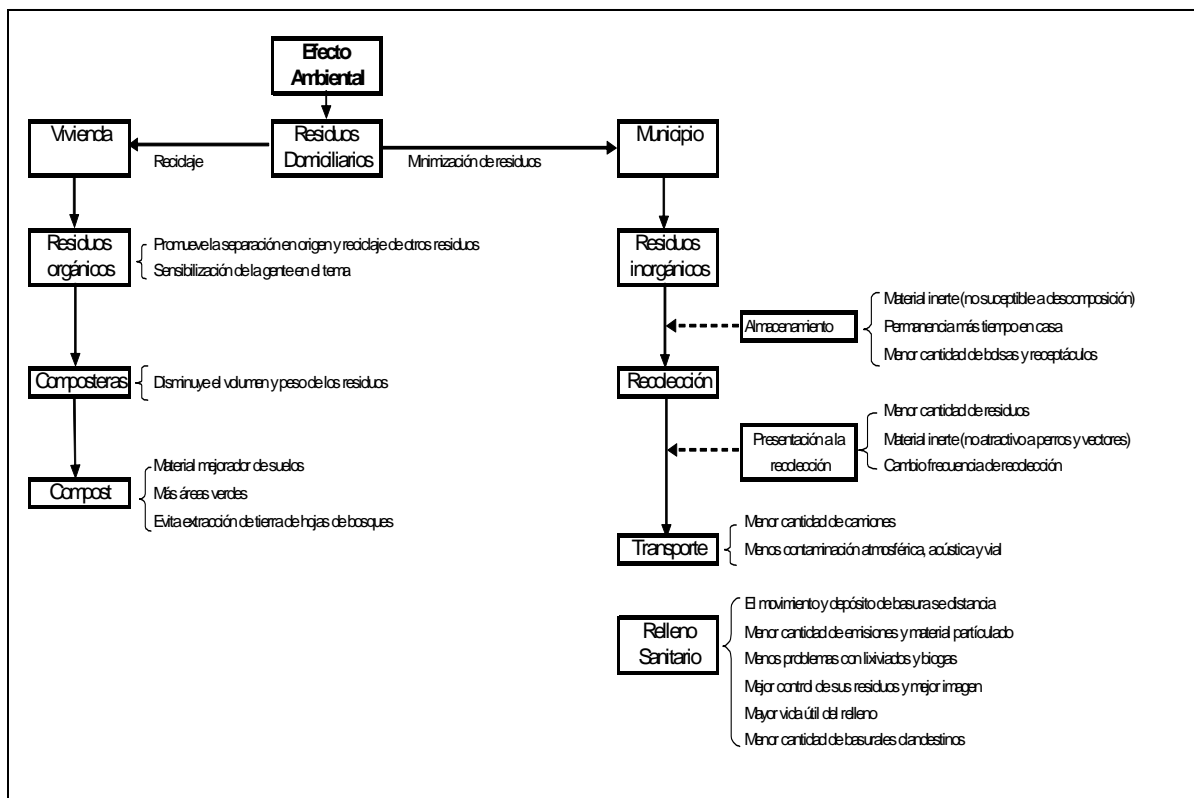 Efecto
Ambiental
Vivienda
Residuos
Domiciliarios
Municipio
Reciclaje
Minimización de residuos
Residuos
orgánicos
Promueve la separación en origen y reciclaje de otros residuos
Sensibilización de la gente en el tema
Residuos
inorgánicos
Almacenamiento
Material inerte (no suceptible a descomposición)
Permanencia más tiempo en casa
Menor cantidad de bolsas y receptáculos
Composteras
Disminuye el volumen y peso de los residuos
Recolección
Presentación a la
recolección
Menor cantidad de residuos
Material inerte (no atractivo a perros y vectores)
Cambio frecuencia de recolección
Compost
Material mejorador de suelos
Más áreas verdes
Evita extracción de tierra de hojas de bosques
Transporte
Menor cantidad de camiones
Menos contaminación atmosférica, acústica y vial
Relleno
Sanitario
El movimiento y depósito de basura se distancia
Menor cantidad de emisiones y material partículado
Menos problemas con lixiviados y biogas
Mejor control de sus residuos y mejor imagen
Mayor vida útil del relleno
Menor cantidad de basurales clandestinos